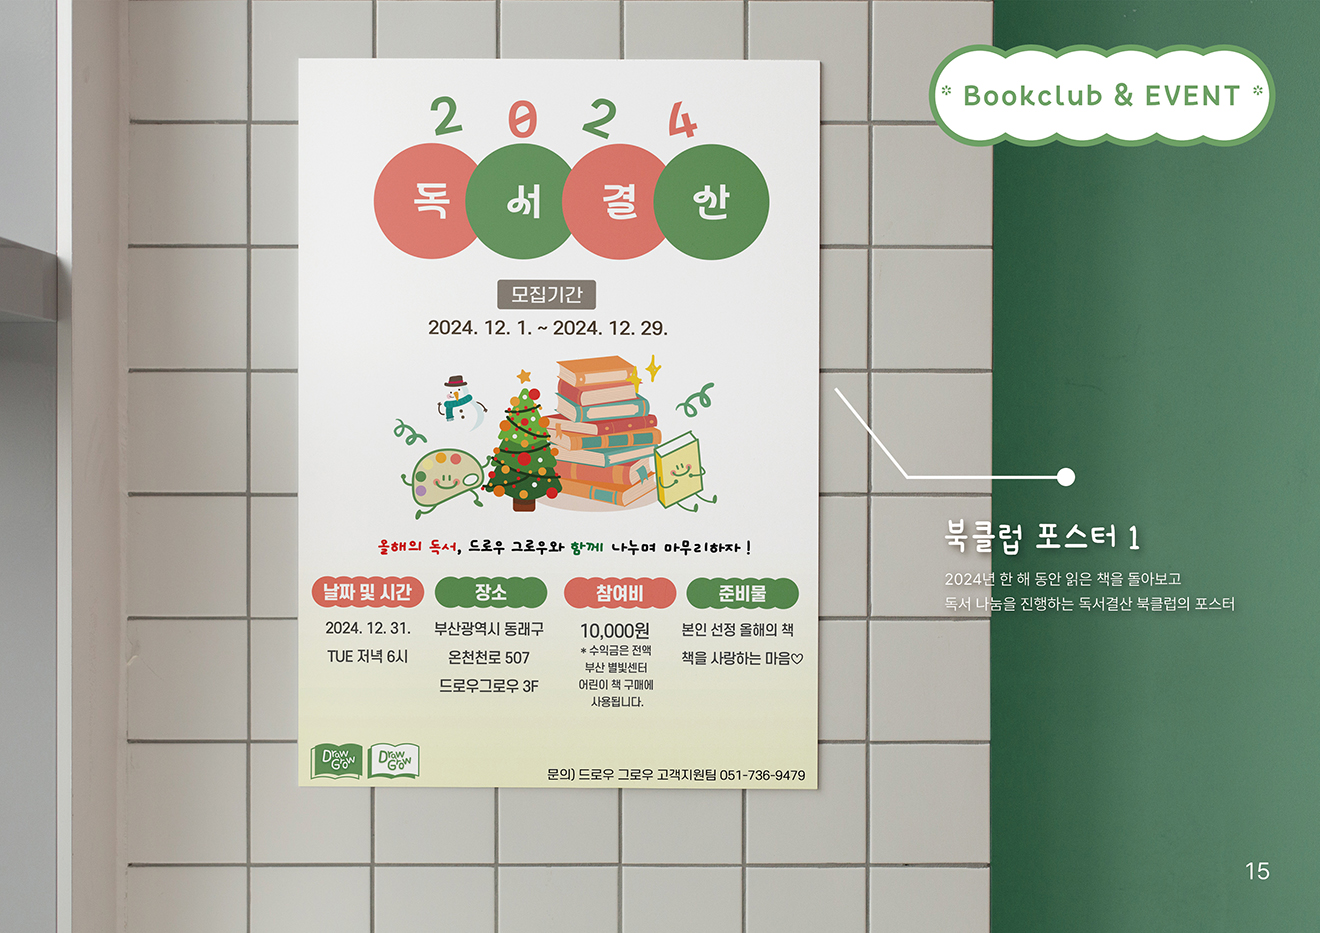 Bookclub & EVENT
2024
독서결산
모집기간
2024. 12. 1. ~ 2024. 12. 29.
올해의 독서, 드로우 그로우와 함께 나누며 마무리하자 !
날짜 및 시간
2024. 12. 31.
TUE 저녁 6시
장소
부산광역시 동래구
온천천로 507
드로우그로우 3F
참여비
10,000원
* 수익금은 전액
부산 별빛센터
어린이 책 구매에
사용됩니다.
준비물
본인 선정 올해의 책
책을 사랑하는 마음♡
Draw
Grow
Draw
Grow
문의) 드로우 그로우 고객지원팀 051-736-9479
북클럽 포스터 1
2024년 한 해 동안 읽은 책을 돌아보고
독서 나눔을 진행하는 독서결산 북클럽의 포스터
15